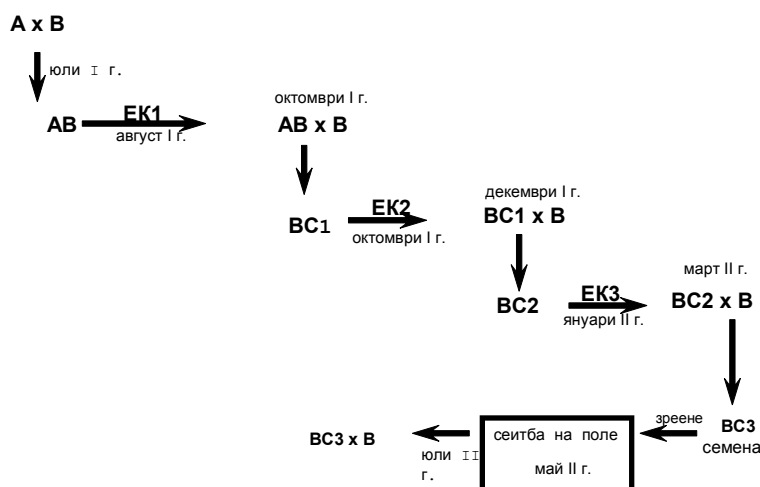 A x B
юли I г.
AB
ЕК1
август I г.
октомври I г.
AB x B
BC1
ЕК2
октомври I г.
декември I г.
BC1 x B
BC2
ЕК3
януари II г.
март II г.
BC2 x B
BC3
семена
зреене
сеитба на поле
май II г.
юли II
г.
BC3 x B